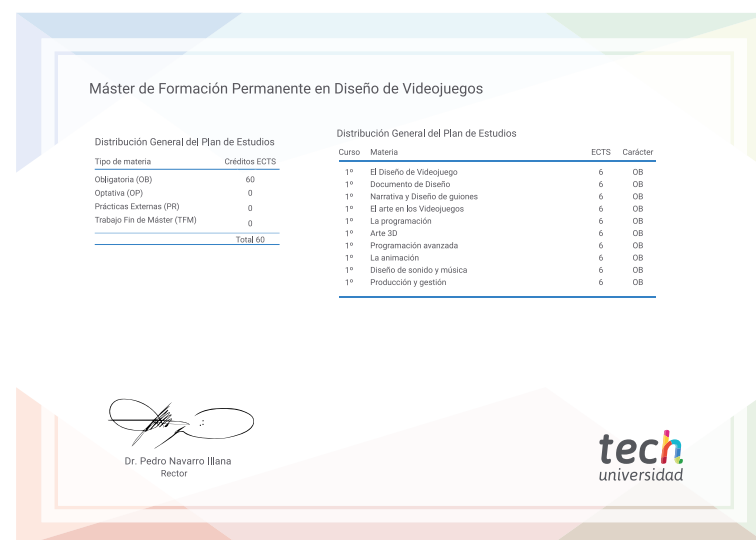 Máster de Formación Permanente en Diseño de Videojuegos
Distribución General del Plan de Estudios
Tipo de materia Créditos ECTS
Obligatoria (OB) 60
Optativa (OP) 0
Prácticas Externas (PR) 0
Trabajo Fin de Máster (TFM) 0
Total 60
Distribución General del Plan de Estudios
Curso Materia ECTS Carácter
1º El Diseño de Videojuego 6 OB
1º Documento de Diseño 6 OB
1º Narrativa y Diseño de guiones 6 OB
1º El arte en los Videojuegos 6 OB
1º La programación 6 OB
1º Arte 3D 6 OB
1º Programación avanzada 6 OB
1º La animación 6 OB
1º Diseño de sonido y música 6 OB
1º Producción y gestión 6 OB
Dr. Pedro Navarro Illana
Rector
tech
universidad